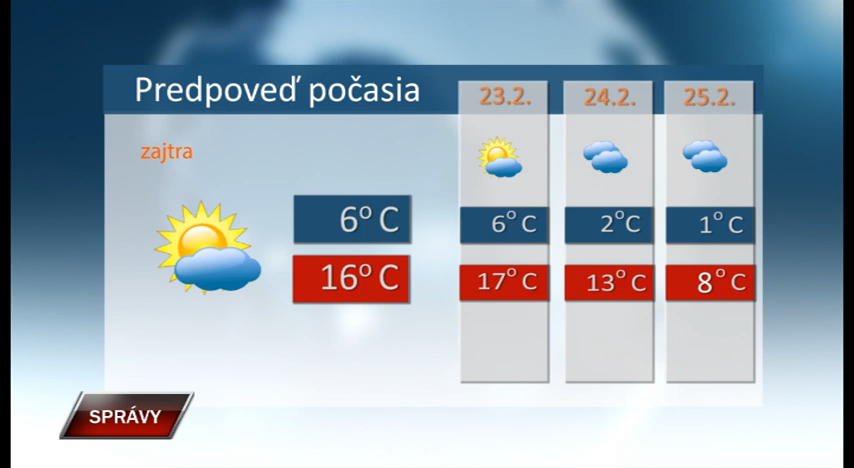 Predpoveď počasia
zajtra
6° C
16° C
23.2. 24.2. 25.2.
6° C 2°C 1° C
17° C 13° C 8° C
SPRÁVY